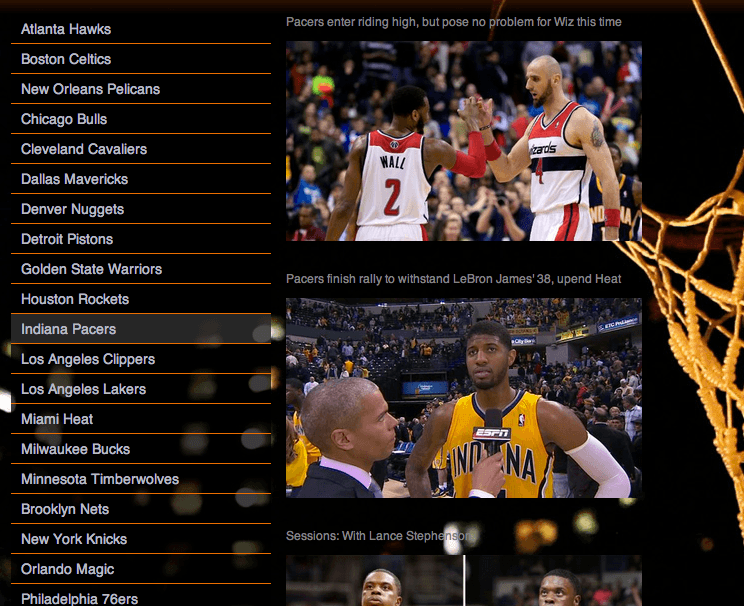 Atlanta Hawks
Boston Celtics
New Orleans Pelicans
Chicago Bulls
Cleveland Cavaliers
Dallas Mavericks
Denver Nuggets
Detroit Pistons
Golden State Warriors
Houston Rockets
Indiana Pacers
Los Angeles Clippers
Los Angeles Lakers
Miami Heat
Milwaukee Bucks
Minnesota Timberwolves
Brooklyn Nets
New York Knicks
Orlando Magic
Philadelphia 76ers
Pacers enter riding high, but pose no problem for Wiz this time
WALL
2
zards
4
Pacers finish rally to withstand LeBron James' 38, upend Heat
ESPN
INDIANA
Sessions: With Lance Stephenson